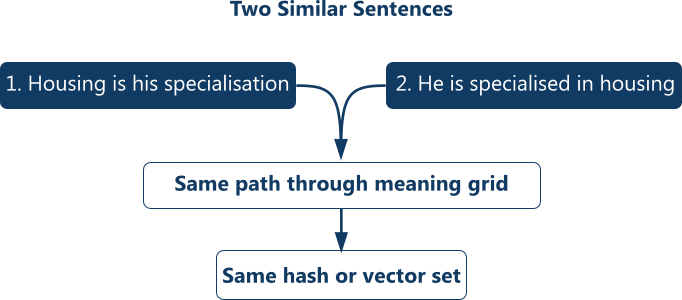 Two Similar Sentences
1. Housing is his specialisation
2. He is specialised in housing
Same path through meaning grid
Same hash or vector set